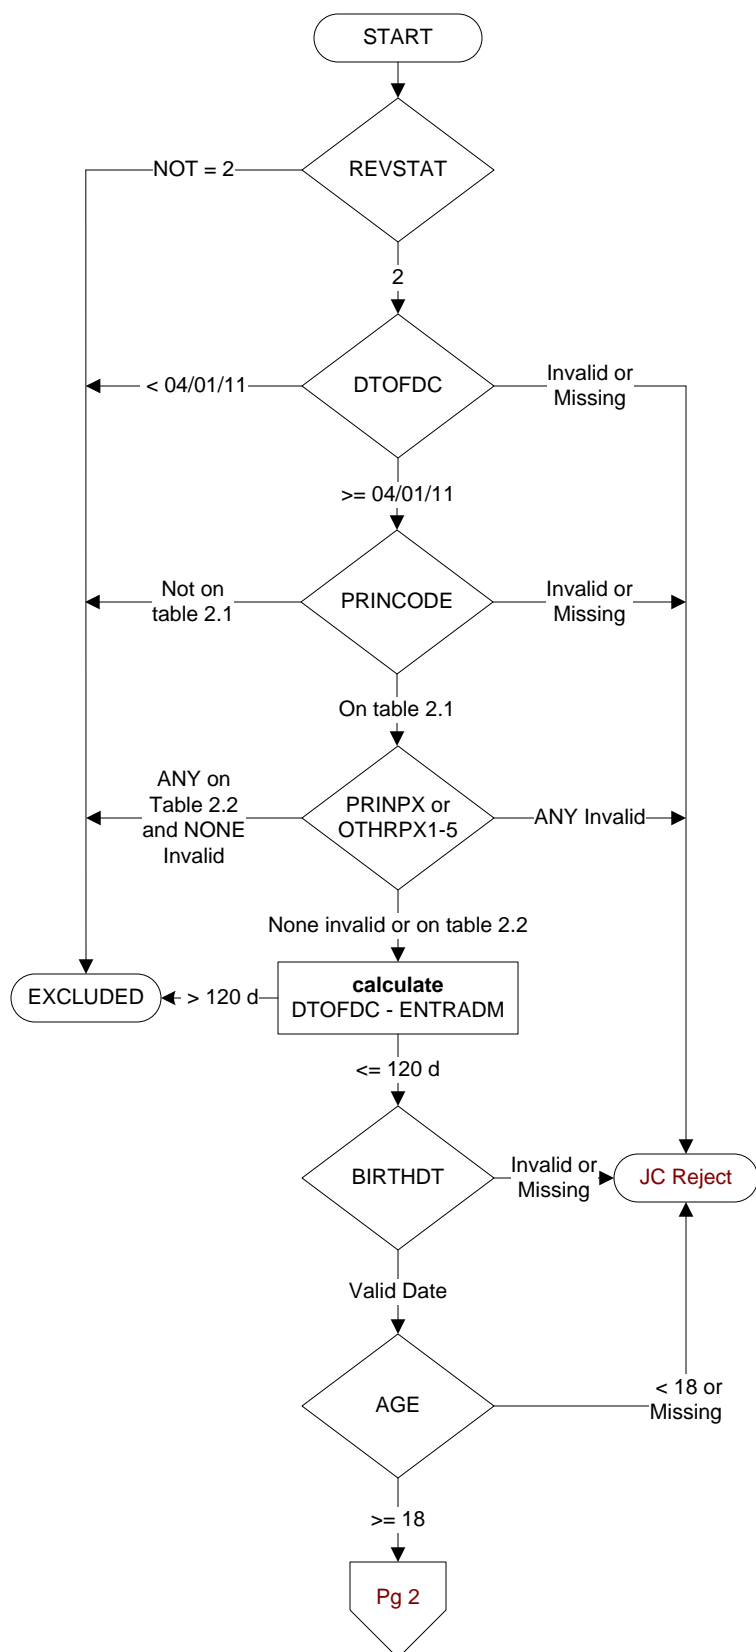 START
REVSTAT
NOT = 2
2
DTOFDC
< 04/01/11
Invalid or
Missing
>= 04/01/11
PRINCODE
Not on
table 2.1
Invalid or
Missing
On table 2.1
PRINPX or
OTHRPX1-5
ANY on
Table 2.2
and NONE
Invalid
ANY Invalid
None invalid or on table 2.2
calculate
DTOFDC - ENTRADM
> 120 d
EXCLUDED
<= 120 d
BIRTHDT
Invalid or
Missing
JC Reject
Valid Date
AGE
< 18 or
Missing
>= 18
Pg 2